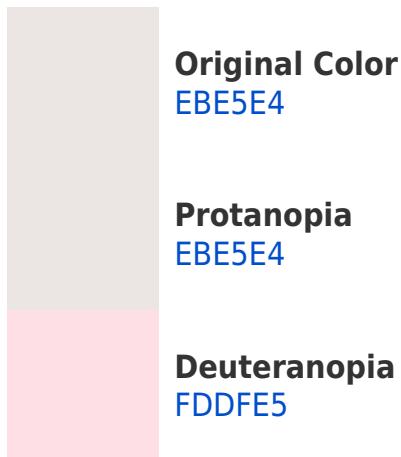 Original Color
EBE5E4
Protanopia
EBE5E4
Deuteranopia
FDDFE5